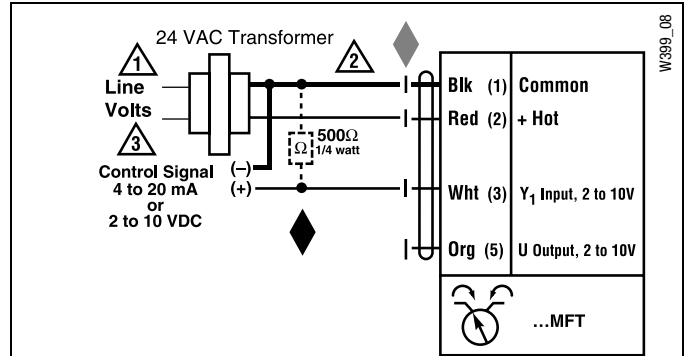 W399_08
24 VAC Transformer
1
2
Line
Volts
3
Control Signal
4 to 20 mA
or
2 to 10 VDC
(–)
(+)
Ω
500Ω
1/4 watt
Blk (1) Common
Red (2) + Hot
Wht (3) Y₁ Input, 2 to 10V
Org (5) U Output, 2 to 10V
...MFT